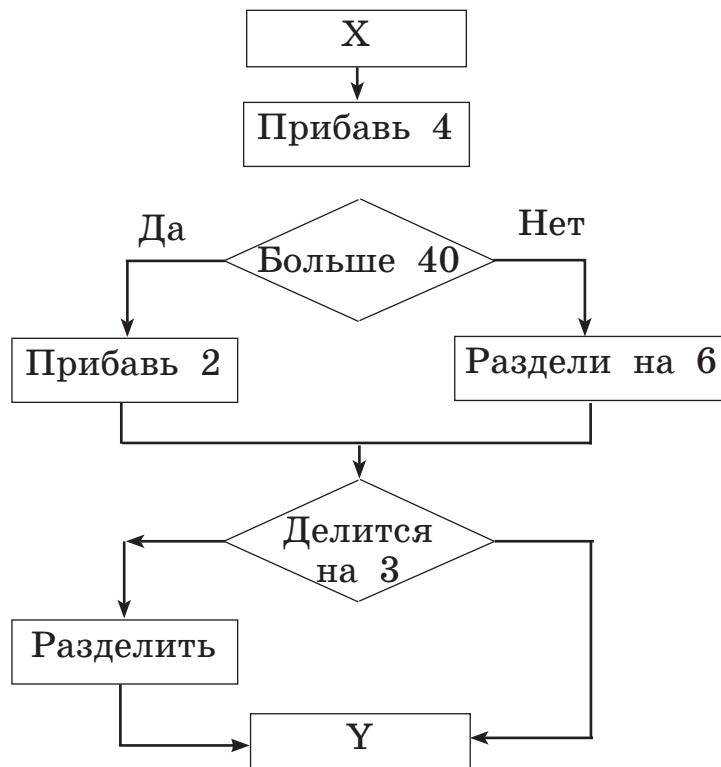 X
Прибавь 4
Да
Нет
Больше 40
Прибавь 2
Раздели на 6
Делится
на 3
Разделить
Y